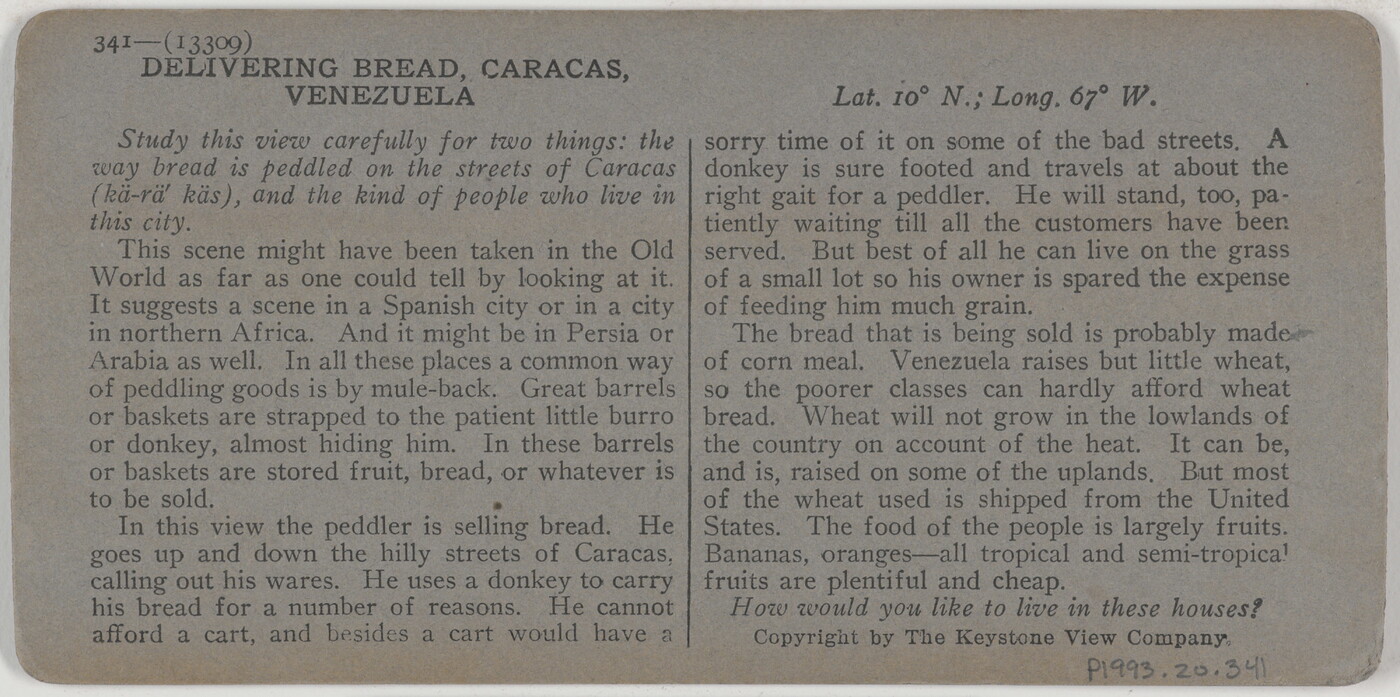 341—(13309)
DELIVERING BREAD, CARACAS,
VENEZUELA
Lat. 10° N.; Long. 67° W.
Study this view carefully for two things: the
way bread is peddled on the streets of Caracas
(kä-rä′ käs), and the kind of people who live in
this city.
This scene might have been taken in the Old
World as far as one could tell by looking at it.
It suggests a scene in a Spanish city or in a city
in northern Africa. And it might be in Persia or
Arabia as well. In all these places a common way
of peddling goods is by mule-back. Great barrels
or baskets are strapped to the patient little burro
or donkey, almost hiding him. In these barrels
or baskets are stored fruit, bread, or whatever is
to be sold.
In this view the peddler is selling bread. He
goes up and down the hilly streets of Caracas,
calling out his wares. He uses a donkey to carry
his bread for a number of reasons. He cannot
afford a cart, and besides a cart would have a
sorry time of it on some of the bad streets. A
donkey is sure footed and travels at about the
right gait for a peddler. He will stand, too, pa-
tiently waiting till all the customers have been
served. But best of all he can live on the grass
of a small lot so his owner is spared the expense
of feeding him much grain.
The bread that is being sold is probably made
of corn meal. Venezuela raises but little wheat,
so the poorer classes can hardly afford wheat
bread. Wheat will not grow in the lowlands of
the country on account of the heat. It can be,
and is, raised on some of the uplands. But most
of the wheat used is shipped from the United
States. The food of the people is largely fruits.
Bananas, oranges—all tropical and semi-tropical
fruits are plentiful and cheap.
How would you like to live in these houses?
Copyright by The Keystone View Company.
P1993.20.341